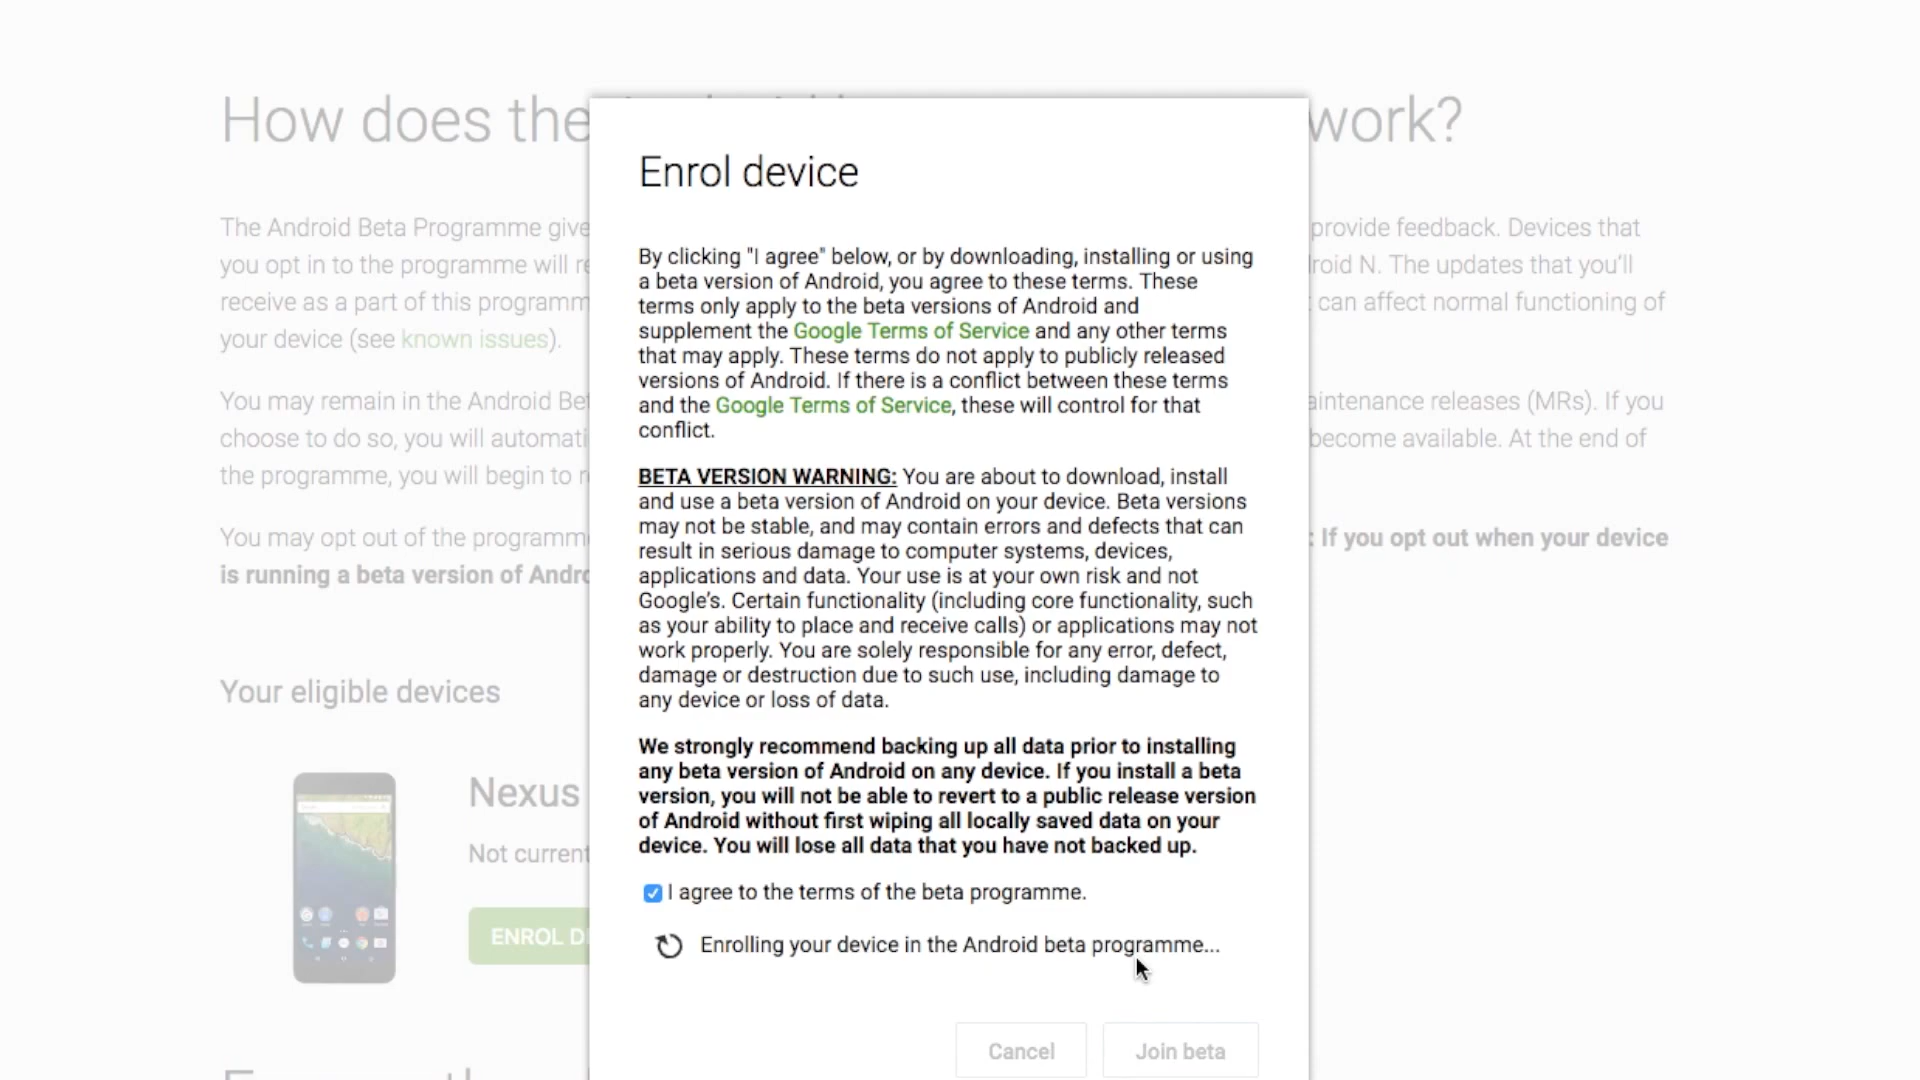 How does the
work?
The Android Beta Programme give
provide feedback. Devices that
you opt in to the programme will
roid N. The updates that you'll
receive as a part of this programm
can affect normal functioning of
your device (see known issues).
You may remain in the Android Bet
aintenance releases (MRs). If you
choose to do so, you will automati
become available. At the end of
the programme, you will begin to
You may opt out of the programm
: If you opt out when your device
is running a beta version of Andro
Your eligible devices
Nexus
Not current
ENROL D
Enrol device
By clicking "I agree" below, or by downloading, installing or using
a beta version of Android, you agree to these terms. These
terms only apply to the beta versions of Android and
supplement the Google Terms of Service and any other terms
that may apply. These terms do not apply to publicly released
versions of Android. If there is a conflict between these terms
and the Google Terms of Service, these will control for that
conflict.
BETA VERSION WARNING: You are about to download, install
and use a beta version of Android on your device. Beta versions
may not be stable, and may contain errors and defects that can
result in serious damage to computer systems, devices,
applications and data. Your use is at your own risk and not
Google's. Certain functionality (including core functionality, such
as your ability to place and receive calls) or applications may not
work properly. You are solely responsible for any error, defect,
damage or destruction due to such use, including damage to
any device or loss of data.
We strongly recommend backing up all data prior to installing
any beta version of Android on any device. If you install a beta
version, you will not be able to revert to a public release version
of Android without first wiping all locally saved data on your
device. You will lose all data that you have not backed up.
I agree to the terms of the beta programme.
Enrolling your device in the Android beta programme...
Cancel
Join beta